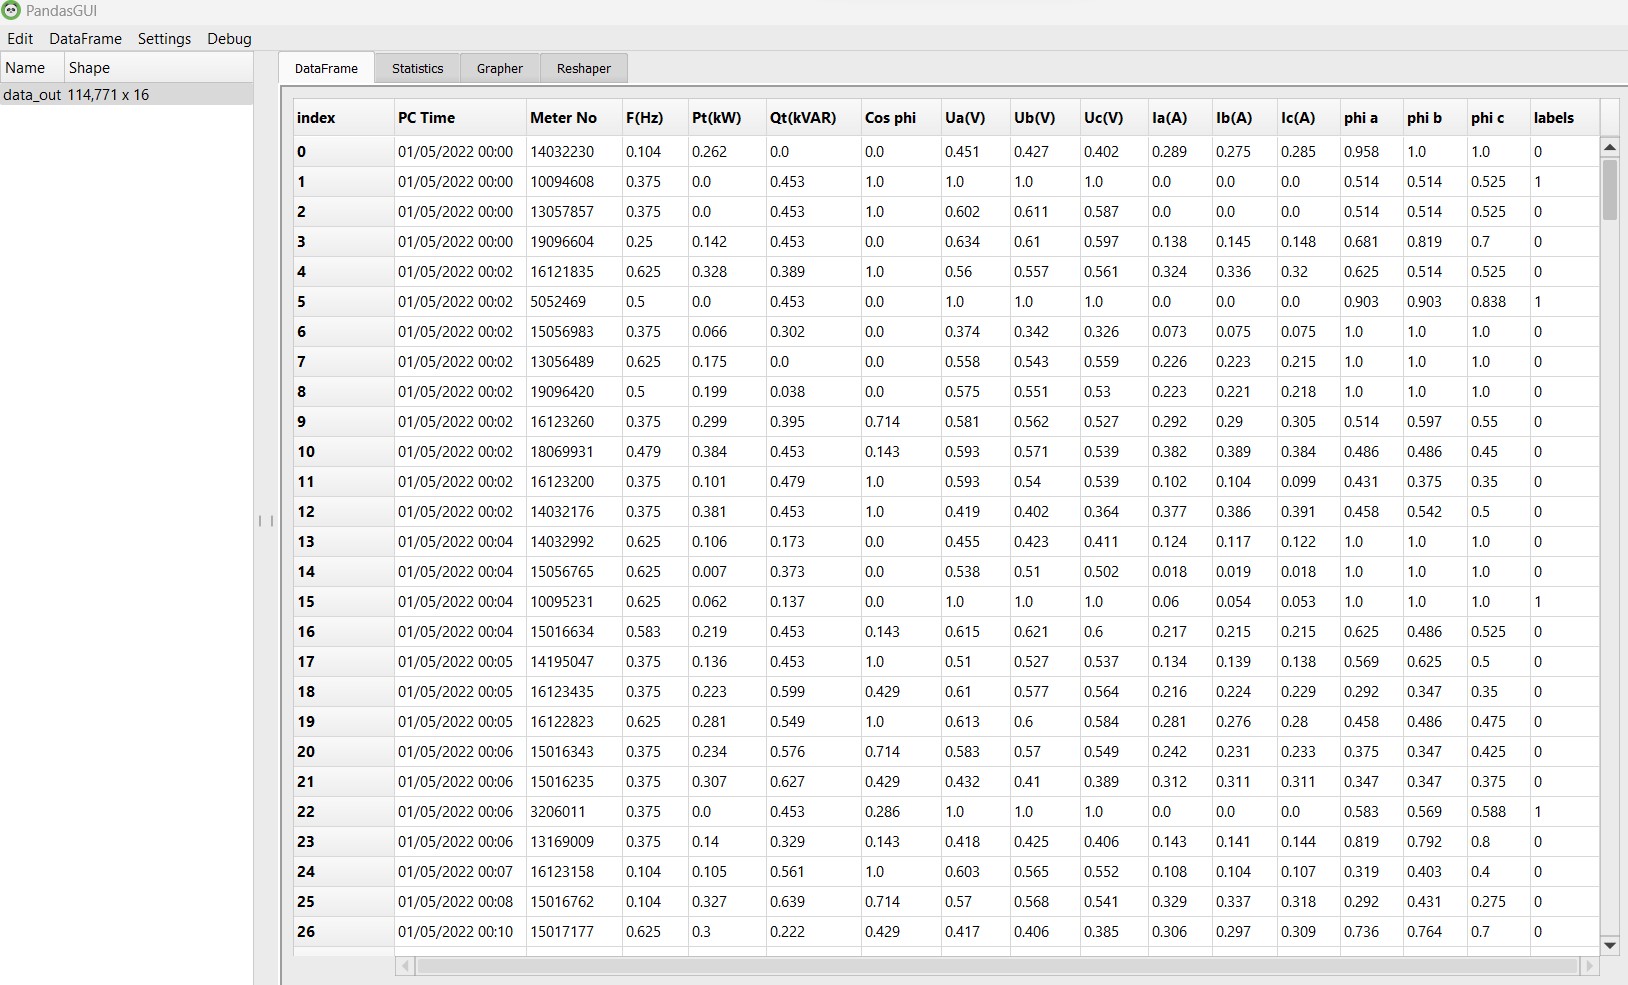 PandasGUI
Edit DataFrame Settings Debug
Name Shape
data_out 114,771 x 16
DataFrame Statistics Grapher Reshaper
index PC Time Meter No F(Hz) Pt(kW) Qt(kVAR) Cos phi Ua(V) Ub(V) Uc(V) Ia(A) Ib(A) Ic(A) phi a phi b phi c labels
0 01/05/2022 00:00 14032230 0.104 0.262 0.0 0.0 0.451 0.427 0.402 0.289 0.275 0.285 0.958 1.0 1.0 0
1 01/05/2022 00:00 10094608 0.375 0.0 0.453 1.0 1.0 1.0 1.0 0.0 0.0 0.0 0.514 0.514 0.525 1
2 01/05/2022 00:00 13057857 0.375 0.0 0.453 1.0 0.602 0.611 0.587 0.0 0.0 0.0 0.514 0.514 0.525 0
3 01/05/2022 00:00 19096604 0.25 0.142 0.453 0.0 0.634 0.61 0.597 0.138 0.145 0.148 0.681 0.819 0.7 0
4 01/05/2022 00:02 16121835 0.625 0.328 0.389 1.0 0.56 0.557 0.561 0.324 0.336 0.32 0.625 0.514 0.525 0
5 01/05/2022 00:02 5052469 0.5 0.0 0.453 0.0 1.0 1.0 1.0 0.0 0.0 0.0 0.903 0.903 0.838 1
6 01/05/2022 00:02 15056983 0.375 0.066 0.302 0.0 0.374 0.342 0.326 0.073 0.075 0.075 1.0 1.0 1.0 0
7 01/05/2022 00:02 13056489 0.625 0.175 0.0 0.0 0.558 0.543 0.559 0.226 0.223 0.215 1.0 1.0 1.0 0
8 01/05/2022 00:02 19096420 0.5 0.199 0.038 0.0 0.575 0.551 0.53 0.223 0.221 0.218 1.0 1.0 1.0 0
9 01/05/2022 00:02 16123260 0.375 0.299 0.395 0.714 0.581 0.562 0.527 0.292 0.29 0.305 0.514 0.597 0.55 0
10 01/05/2022 00:02 18069931 0.479 0.384 0.453 0.143 0.593 0.571 0.539 0.382 0.389 0.384 0.486 0.486 0.45 0
11 01/05/2022 00:02 16123200 0.375 0.101 0.479 1.0 0.593 0.54 0.539 0.102 0.104 0.099 0.431 0.375 0.35 0
12 01/05/2022 00:02 14032176 0.375 0.381 0.453 1.0 0.419 0.402 0.364 0.377 0.386 0.391 0.458 0.542 0.5 0
13 01/05/2022 00:04 14032992 0.625 0.106 0.173 0.0 0.455 0.423 0.411 0.124 0.117 0.122 1.0 1.0 1.0 0
14 01/05/2022 00:04 15056765 0.625 0.007 0.373 0.0 0.538 0.51 0.502 0.018 0.019 0.018 1.0 1.0 1.0 0
15 01/05/2022 00:04 10095231 0.625 0.062 0.137 0.0 1.0 1.0 1.0 0.06 0.054 0.053 1.0 1.0 1.0 1
16 01/05/2022 00:04 15016634 0.583 0.219 0.453 0.143 0.615 0.621 0.6 0.217 0.215 0.215 0.625 0.486 0.525 0
17 01/05/2022 00:05 14195047 0.375 0.136 0.453 1.0 0.51 0.527 0.537 0.134 0.139 0.138 0.569 0.625 0.5 0
18 01/05/2022 00:05 16123435 0.375 0.223 0.599 0.429 0.61 0.577 0.564 0.216 0.224 0.229 0.292 0.347 0.35 0
19 01/05/2022 00:05 16122823 0.625 0.281 0.549 1.0 0.613 0.6 0.584 0.281 0.276 0.28 0.458 0.486 0.475 0
20 01/05/2022 00:06 15016343 0.375 0.234 0.576 0.714 0.583 0.57 0.549 0.242 0.231 0.233 0.375 0.347 0.425 0
21 01/05/2022 00:06 15016235 0.375 0.307 0.627 0.429 0.432 0.41 0.389 0.312 0.311 0.311 0.347 0.347 0.375 0
22 01/05/2022 00:06 3206011 0.375 0.0 0.453 0.286 1.0 1.0 1.0 0.0 0.0 0.0 0.583 0.569 0.588 1
23 01/05/2022 00:06 13169009 0.375 0.14 0.329 0.143 0.418 0.425 0.406 0.143 0.141 0.144 0.819 0.792 0.8 0
24 01/05/2022 00:07 16123158 0.104 0.105 0.561 1.0 0.603 0.565 0.552 0.108 0.104 0.107 0.319 0.403 0.4 0
25 01/05/2022 00:08 15016762 0.104 0.327 0.639 0.714 0.57 0.568 0.541 0.329 0.337 0.318 0.292 0.431 0.275 0
26 01/05/2022 00:10 15017177 0.625 0.3 0.222 0.429 0.417 0.406 0.385 0.306 0.297 0.309 0.736 0.764 0.7 0